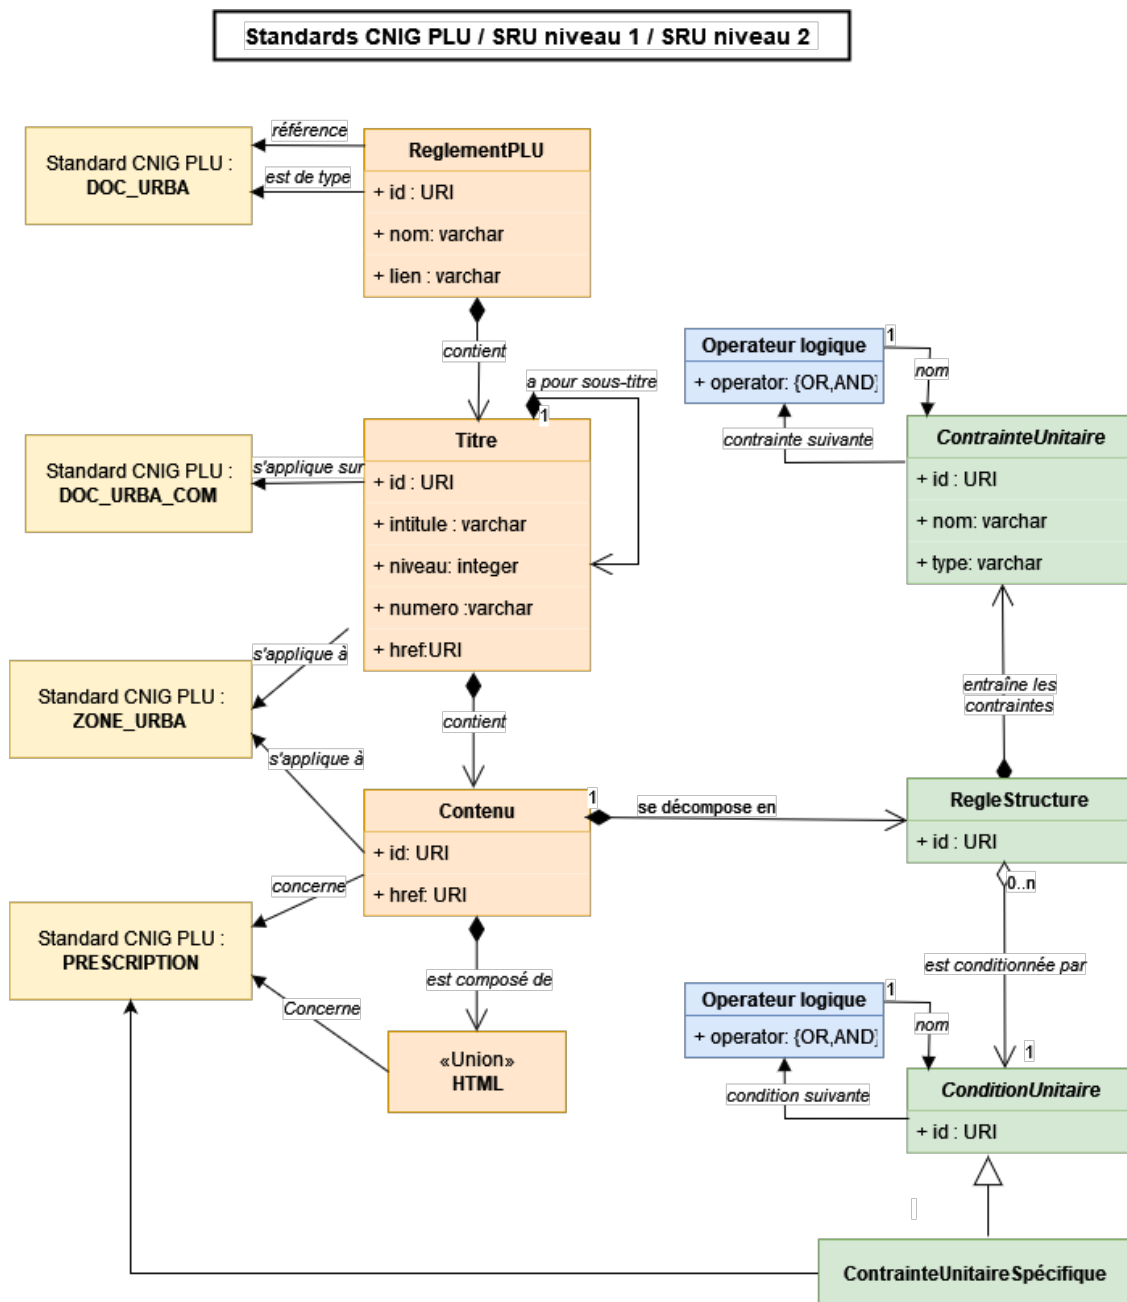 Standards CNIG PLU / SRU niveau 1 / SRU niveau 2
référence
est de type
Standard CNIG PLU :
DOC_URBA
ReglementPLU
+ id : URI
+ nom: varchar
+ lien : varchar
contient
a pour sous-titre
1
Operateur logique
+ operator: {OR,AND}
1
nom
contrainte suivante
ContrainteUnitaire
+ id : URI
+ nom: varchar
+ type: varchar
Standard CNIG PLU :
DOC_URBA_COM
s'applique sur
Titre
+ id : URI
+ intitule : varchar
+ niveau: integer
+ numero :varchar
+ href:URI
s'applique à
Standard CNIG PLU :
ZONE_URBA
s'applique à
contient
entraîne les
contraintes
Contenu
+ id: URI
+ href: URI
1
se décompose en
RegleStructure
+ id : URI
0..n
concerne
Standard CNIG PLU :
PRESCRIPTION
Concerne
est composé de
«Union»
HTML
est conditionnée par
1
Operateur logique
+ operator: {OR,AND}
1
nom
condition suivante
ConditionUnitaire
+ id : URI
ContrainteUnitaireSpécifique